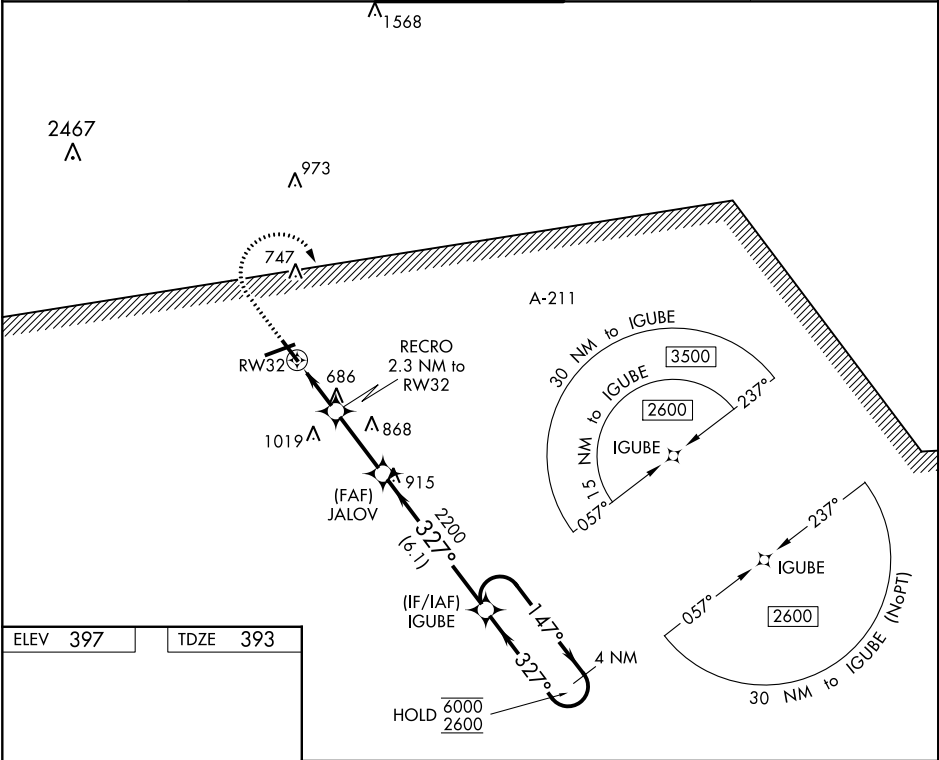 1568
2467
973
747
A-211
30 NM to IGUBE
3500
15 NM to IGUBE
2600
237°
IGUBE
057°
RW32
RECRO
2.3 NM to
RW32
686
1019
868
915
(FAF)
JALOV
2200
327°
(6.1)
(IF/IAF)
IGUBE
147°
327°
4 NM
HOLD 6000
2600
237°
IGUBE
057°
2600
30 NM to IGUBE (NoPT)
ELEV 397
TDZE 393